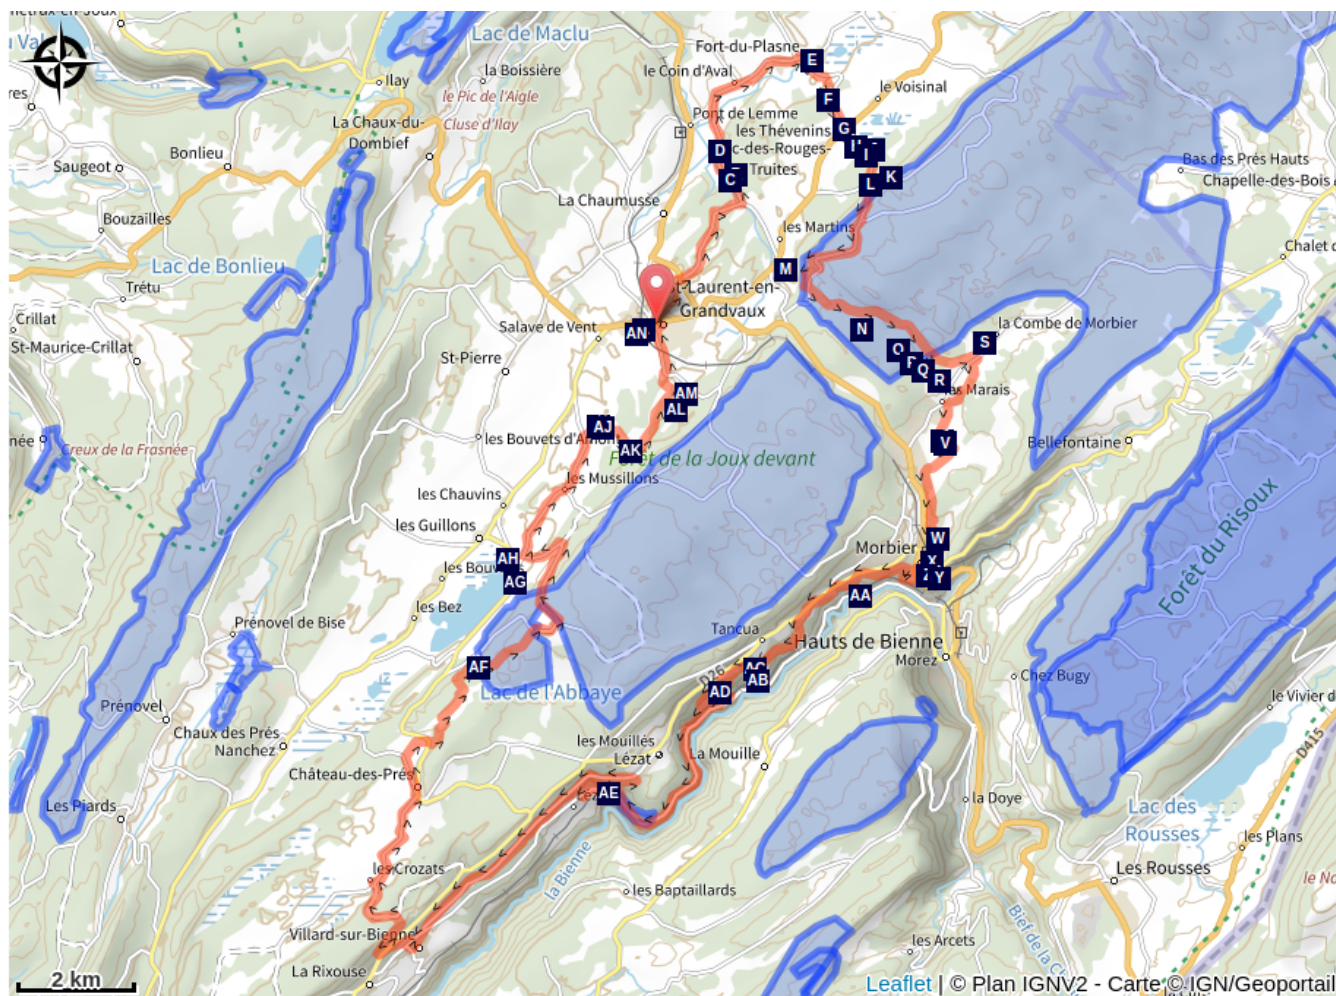 Lac de Maclu
Fort-du-Plasne
E
le Coin d'Aval
la Boissière
Ilay
le Pic de l'Aigle
le Voisinal
F
Cluse d'Ilay
Pont de Lemme
La Chaux-du-
Dombief
les Thévenins
G
Bonlieu
D
I
Bas des Prés Hauts
Saugeot
Truites
C
K
L
Chapelle-des-Bois
La Chaumusse
Bouzailles
les Martins
Lac de Bonlieu
M
Trétu
St-Laurent-en-
Grandvaux
Crillat
Salave de Vent
AN
N
la Combe de Morbier
St-Maurice-Crillat
St-Pierre
S
Q
R
AM
AL
AJ
les Bouvets d'Amont
AK
V
Bellefontaine
Creux de la Frasnée
Forêt de la Joux devant
les Mussillons
les Chauvins
les Guillons
Forêt du Risoux
W
Morbier
X
AH
Z
Y
AG
AA
les Bez
Prénovel de Bise
Tancua
Hauts de Bienne
Morez
AF
AB
D26
AD
Chez Bugy
Lac de l'Abbaye
Prénovel
Chaux des Prés
Nanchez
les Mouillés
Lézat
La Mouille
D415
Château-des-Prés
AE
Les Piards
la Doye
Lac des
Rousses
les Plans
les Crozats
la Bienne
Les Rousses
les Baptaillards
Villard-sur-Bienne
La Rixouse
les Arcets
2 km
Leaflet | © Plan IGNV2 - Carte © IGN/Geoportail